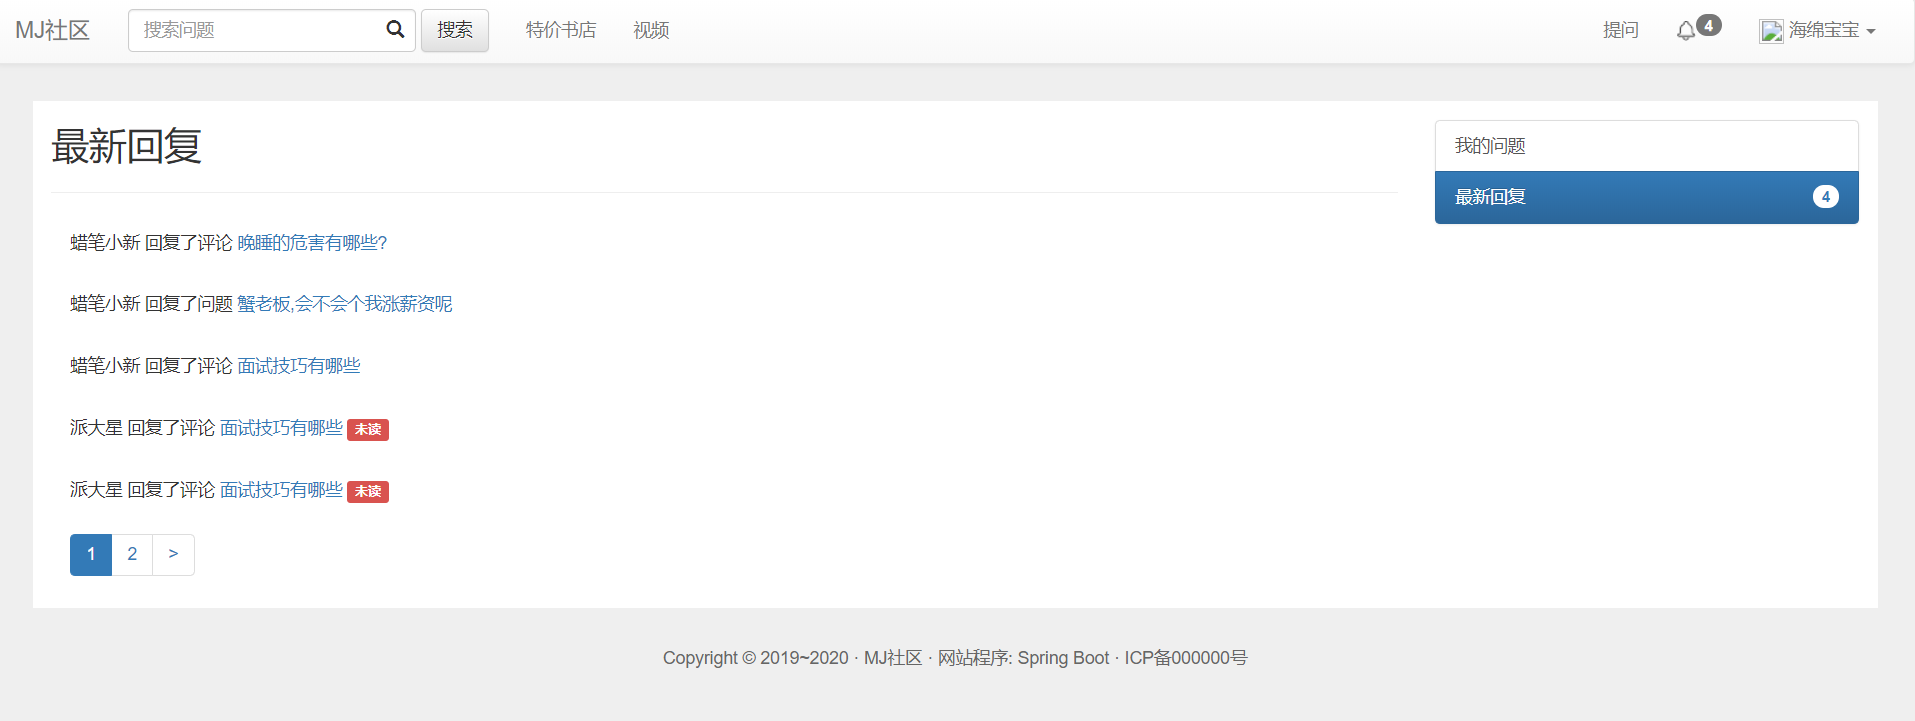 MJ社区 搜索问题 搜索 特价书店 视频 提问 4 海绵宝宝
最新回复
我的问题
最新回复 4
蜡笔小新 回复了评论 晚睡的危害有哪些?
蜡笔小新 回复了问题 蟹老板,会不会个我涨薪资呢
蜡笔小新 回复了评论 面试技巧有哪些
派大星 回复了评论 面试技巧有哪些 未读
派大星 回复了评论 面试技巧有哪些 未读
1 2 >
Copyright © 2019~2020 · MJ社区 · 网站程序: Spring Boot · ICP备000000号